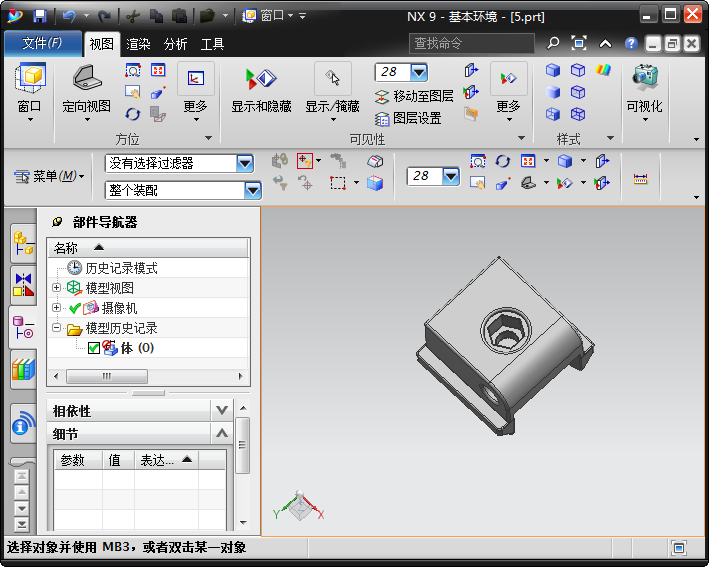 NX 9 - 基本环境 - [5.prt]
窗口
文件(F) 视图 渲染 分析 工具
查找命令
窗口 定向视图 更多 显示和隐藏 显示/掩藏 28 更多 可视化
移动至图层
图层设置
方位 可见性 样式
菜单(M)
没有选择过滤器
整个装配
28
部件导航器
名称
历史记录模式
模型视图
摄像机
模型历史记录
体 (0)
相依性
细节
参数 值 表达...
Y X
选择对象并使用 MB3，或者双击某一对象